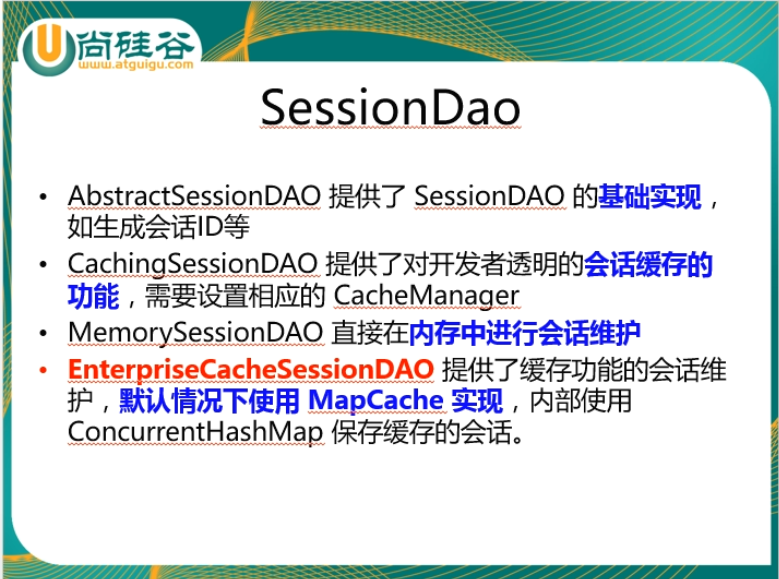 尚硅谷
www.atguigu.com
SessionDao
• AbstractSessionDAO 提供了 SessionDAO 的基础实现，
如生成会话ID等
• CachingSessionDAO 提供了对开发者透明的会话缓存的
功能，需要设置相应的 CacheManager
• MemorySessionDAO 直接在内存中进行会话维护
• EnterpriseCacheSessionDAO 提供了缓存功能的会话维
护，默认情况下使用 MapCache 实现，内部使用
ConcurrentHashMap 保存缓存的会话。